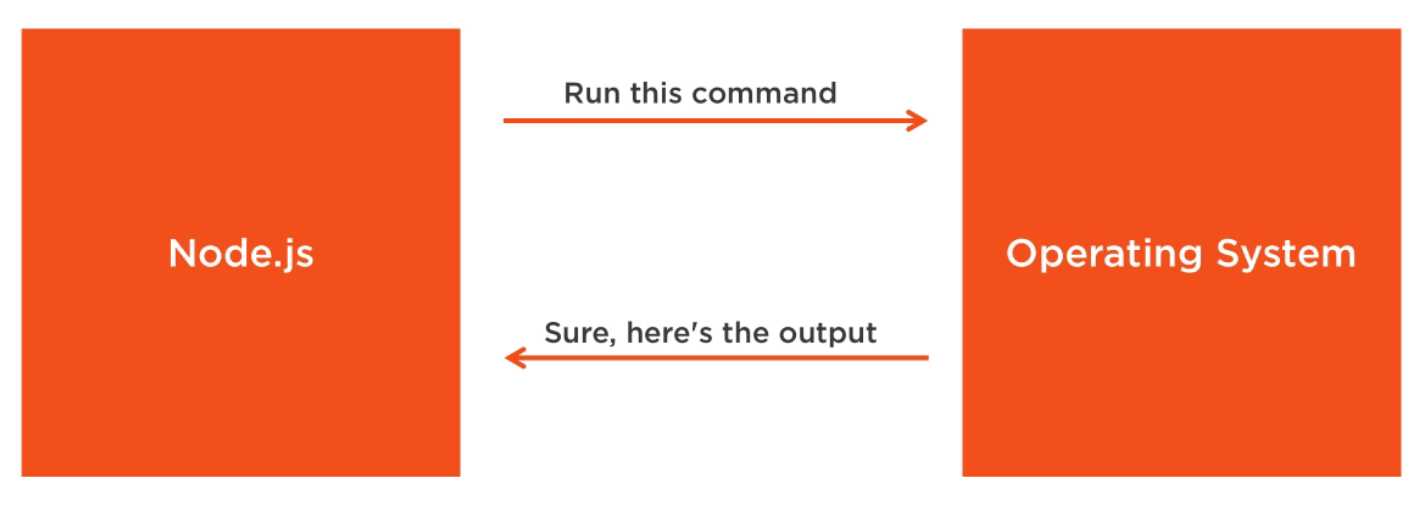 Run this command
Node.js
Operating System
Sure, here's the output